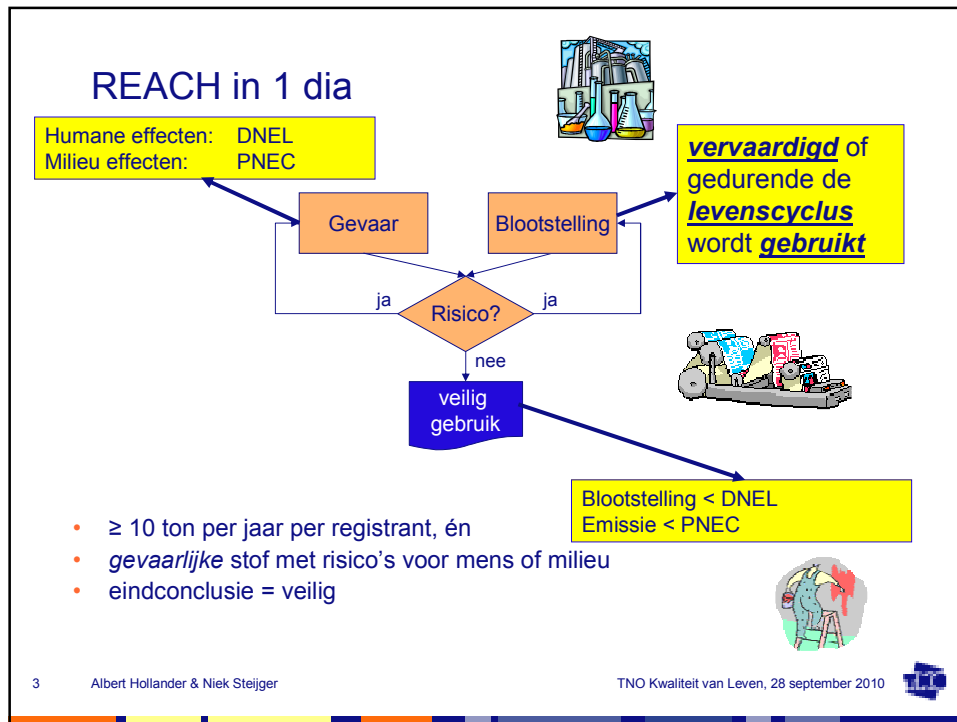 REACH in 1 dia
Humane effecten: DNEL
Milieu effecten: PNEC
vervaardigd of
gedurende de
levenscyclus
wordt gebruikt
Gevaar
Blootstelling
ja
Risico?
ja
nee
veilig
gebruik
Blootstelling < DNEL
Emissie < PNEC
• ≥ 10 ton per jaar per registrant, én
• gevaarlijke stof met risico's voor mens of milieu
• eindconclusie = veilig
3 Albert Hollander & Niek Steijger TNO Kwaliteit van Leven, 28 september 2010